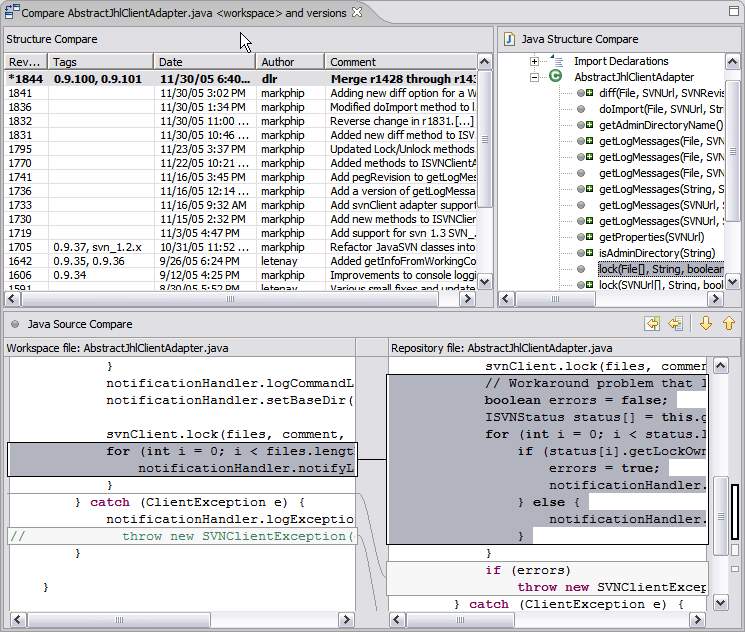 Compare AbstractJhlClientAdapter.java <workspace> and versions
Structure Compare
Rev... Tags Date Author Comment
*1844 0.9.100, 0.9.101 11/30/05 6:40... dlr Merge r1428 through r143
1841 11/30/05 3:02 PM markphip Adding new diff option for a W
1836 11/30/05 1:34 PM markphip Modified doImport method to l
1832 11/30/05 11:00 ... markphip Reverse change in r1831.[...]
1831 11/30/05 10:46 ... markphip Added new diff method to ISV
1795 11/23/05 3:37 PM markphip Updated Lock/Unlock methods
1770 11/22/05 10:21 ... markphip Added methods to ISVNClientA
1741 11/16/05 3:45 PM markphip Add pegRevision to getLogMes
1736 11/16/05 12:14 ... markphip Add a version of getLogMessa
1733 11/16/05 9:32 AM markphip Add svnClient adapter support
1730 11/15/05 2:32 PM markphip Add new methods to ISVNClien
1719 11/3/05 4:47 PM markphip Add support for svn 1.3 SVN_
1705 0.9.37, svn_1.2.x 10/31/05 11:52 ... markphip Refactor JavaSVN classes into
1642 0.9.35, 0.9.36 9/26/05 6:24 PM letenay Added getInfoFromWorkingCo
1606 0.9.34 9/12/05 4:25 PM markphip Improvements to console loggi
1591 8/30/05 5:52 PM letenay Various small fixes and update
Java Structure Compare
Import Declarations
AbstractJhlClientAdapter
diff(File, SVNUrl, SVNRevis
doImport(File, SVNUrl, Str
getAdminDirectoryName()
getLogMessages(File, SVN
getLogMessages(File, SVN
getLogMessages(File, SVN
getLogMessages(String, S
getLogMessages(SVNUrl,
getLogMessages(SVNUrl,
getProperties(SVNUrl)
isAdminDirectory(String)
lock(File[], String, boolean
lock(SVNUrl[], String, bool
Java Source Compare
Workspace file: AbstractJhlClientAdapter.java
}
notificationHandler.logCommandL
notificationHandler.setBaseDir(
svnClient.lock(files, comment,
for (int i = 0; i < files.lengt
notificationHandler.notifyL
}
} catch (ClientException e) {
notificationHandler.logExceptio
// throw new SVNClientException(
}
}
Repository file: AbstractJhlClientAdapter.java
svnClient.lock(files, comme
// Workaround problem that
boolean errors = false;
ISVNStatus status[] = this.g
for (int i = 0; i < status.l
if (status[i].getLockOwn
errors = true;
notificationHandler.
} else {
notificationHandler.
}
}
if (errors)
throw new SVNClientExcep
} catch (ClientException e) {